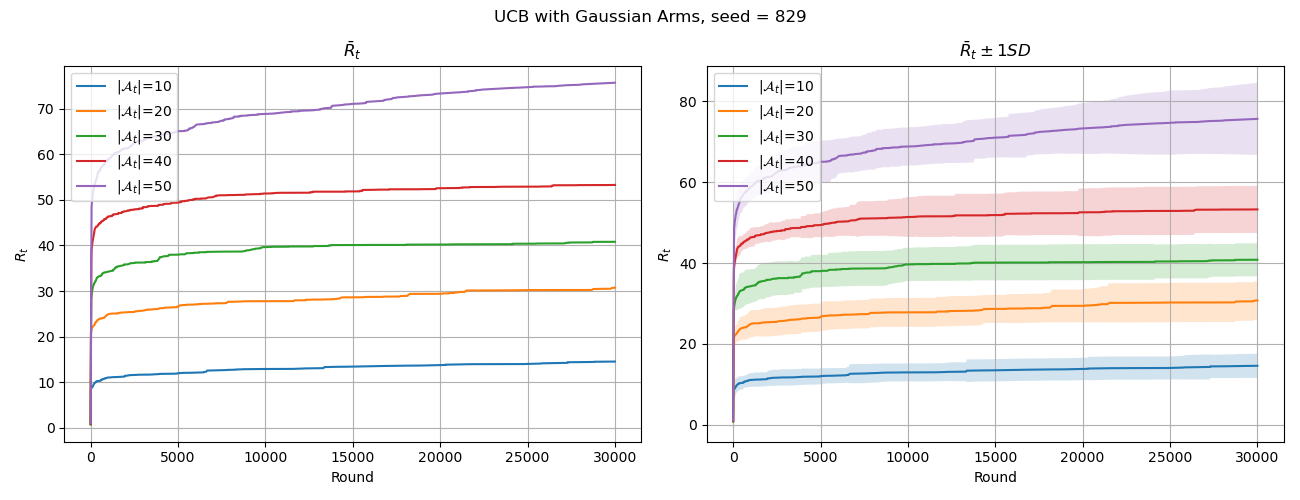 UCB with Gaussian Arms, seed = 829
R̄ₜ
|𝒜ₜ|=10
|𝒜ₜ|=20
|𝒜ₜ|=30
|𝒜ₜ|=40
|𝒜ₜ|=50
70
60
50
40
30
20
10
0
Rₜ
0 5000 10000 15000 20000 25000 30000
Round
R̄ₜ ± 1SD
|𝒜ₜ|=10
|𝒜ₜ|=20
|𝒜ₜ|=30
|𝒜ₜ|=40
|𝒜ₜ|=50
80
60
40
20
0
Rₜ
0 5000 10000 15000 20000 25000 30000
Round